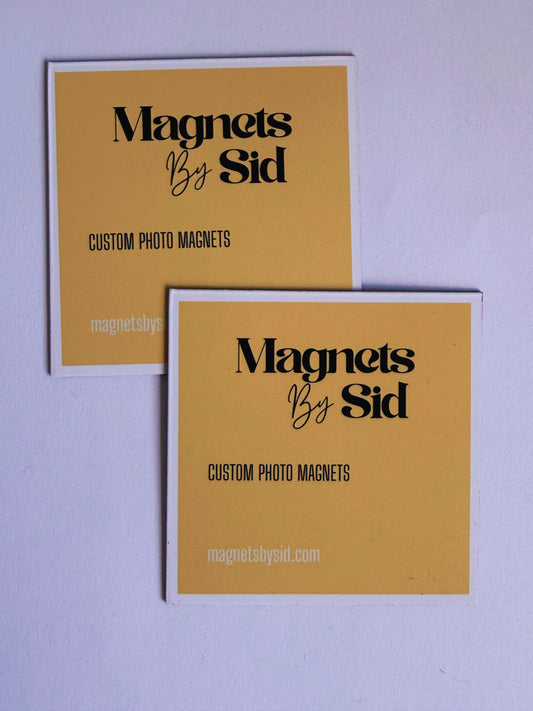 Magnets
By Sid
CUSTOM PHOTO MAGNETS
magnetsbys
Magnets
By Sid
CUSTOM PHOTO MAGNETS
magnetsbysid.com